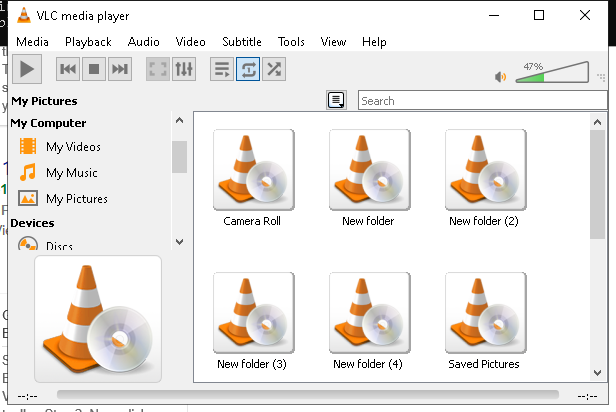 VLC media player
Media Playback Audio Video Subtitle Tools View Help
47%
My Pictures
Search
My Computer
My Videos
My Music
My Pictures
Devices
Discs
Camera Roll
New folder
New folder (2)
New folder (3)
New folder (4)
Saved Pictures
--:--
--:--